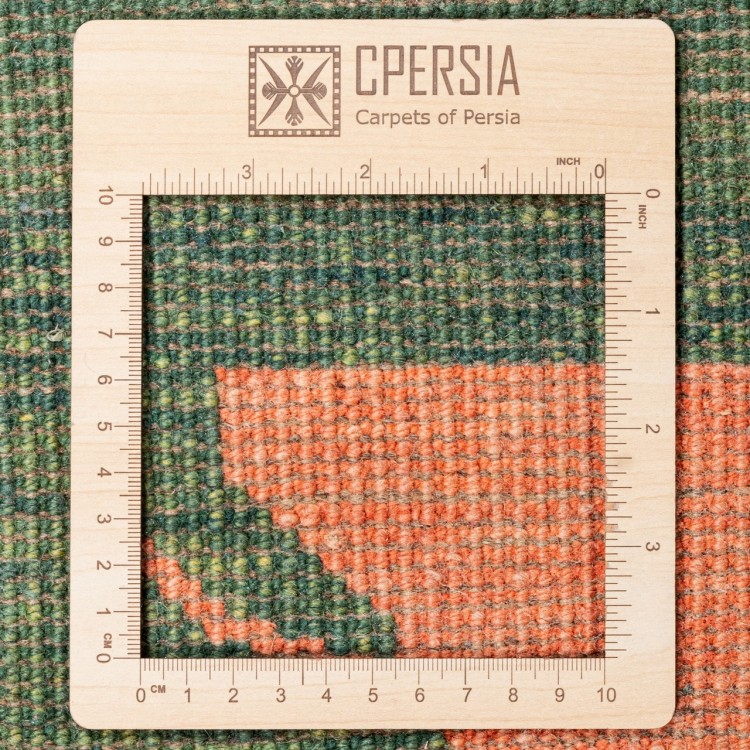 CPERSIA
Carpets of Persia
INCH
3 2 1 0
10 9 8 7 6 5 4 3 2 1 0
CM
0 1 2 3
INCH
0 CM 1 2 3 4 5 6 7 8 9 10